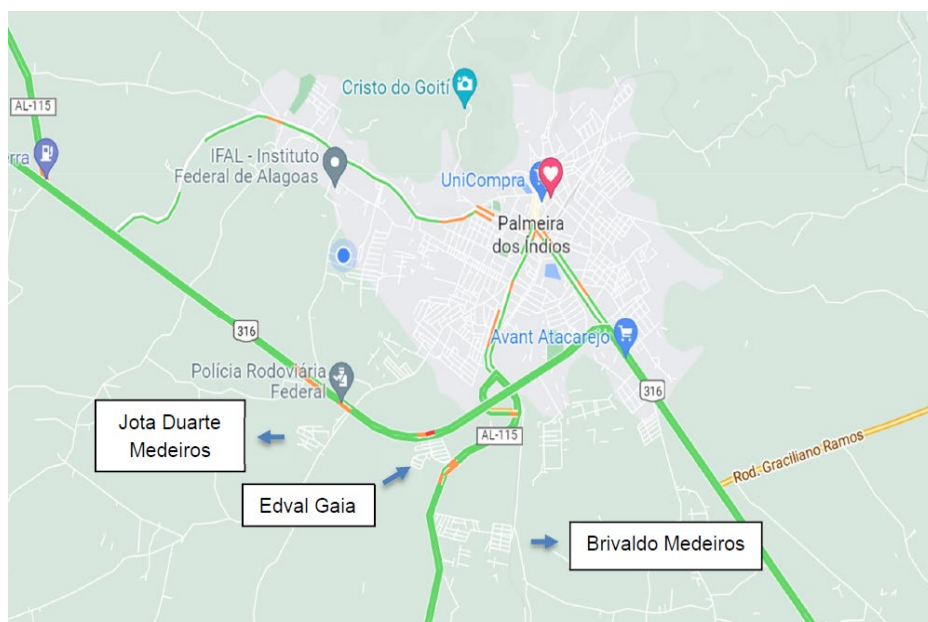 Cristo do Goití
AL-115
erra
IFAL - Instituto
Federal de Alagoas
UniCompra
Palmeira
dos Índios
316
Avant Atacarejo
Polícia Rodoviária
Federal
316
Jota Duarte
Medeiros
AL-115
Rod. Graciliano Ramos
Edval Gaia
Brivaldo Medeiros